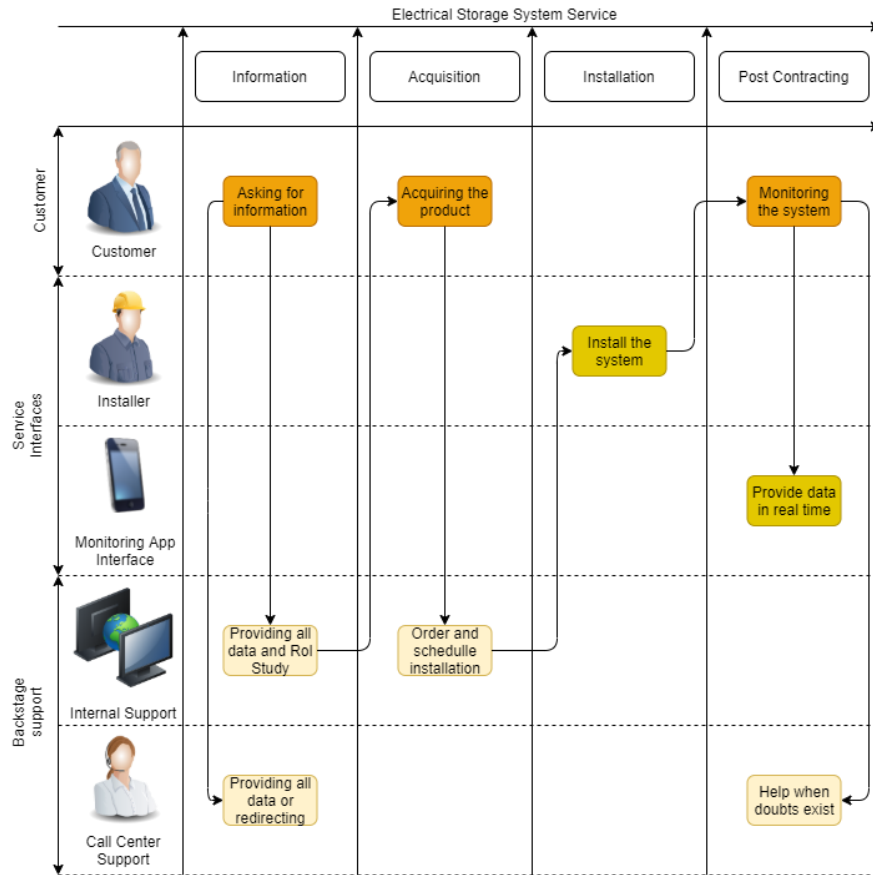 Electrical Storage System Service
Information
Acquisition
Installation
Post Contracting
Customer
Customer
Asking for
information
Acquiring the
product
Monitoring
the system
Service
Interfaces
Installer
Install the
system
Monitoring App
Interface
Provide data
in real time
Backstage
support
Internal Support
Providing all
data and RoI
Study
Order and
schedulle
installation
Call Center
Support
Providing all
data or
redirecting
Help when
doubts exist